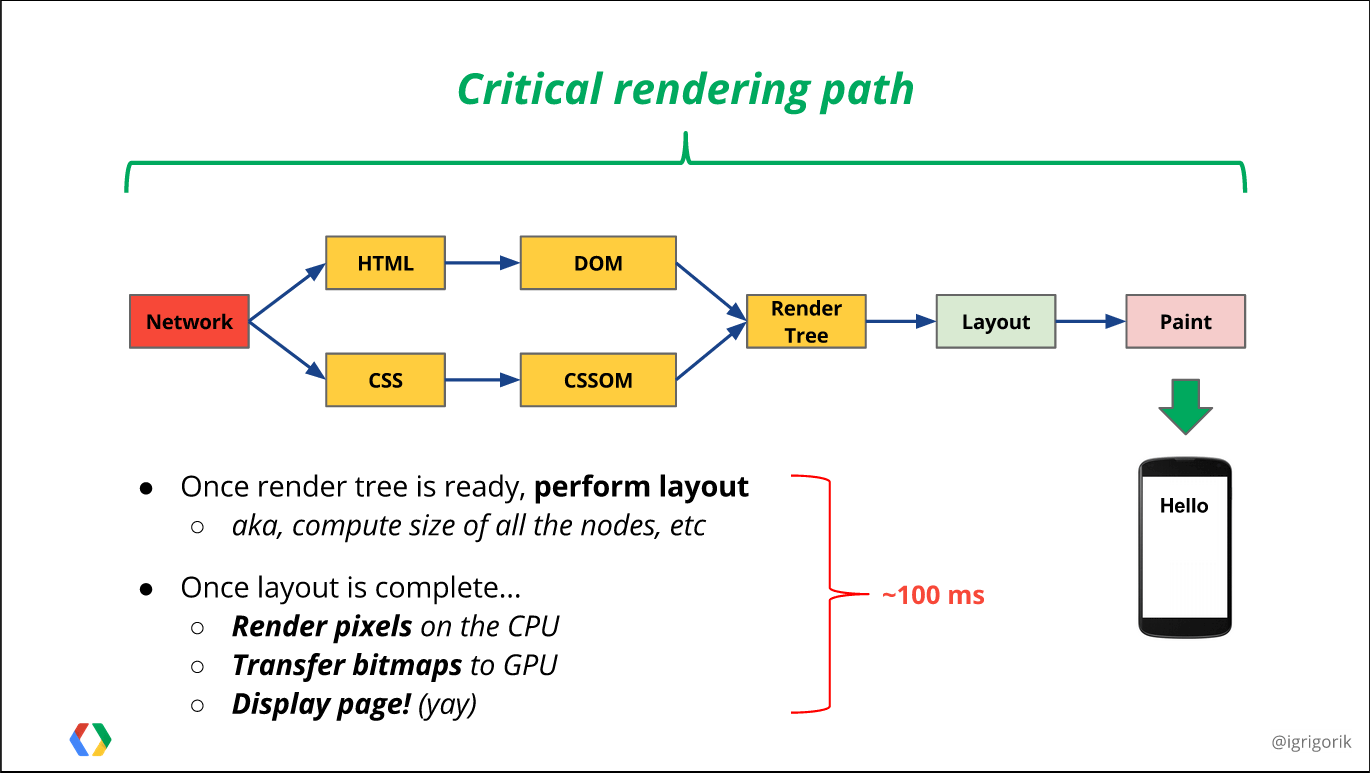 Critical rendering path
HTML
DOM
Network
Render
Tree
Layout
Paint
CSS
CSSOM
● Once render tree is ready, perform layout
○ aka, compute size of all the nodes, etc
● Once layout is complete...
○ Render pixels on the CPU
○ Transfer bitmaps to GPU
○ Display page! (yay)
~100 ms
Hello
@igrigorik